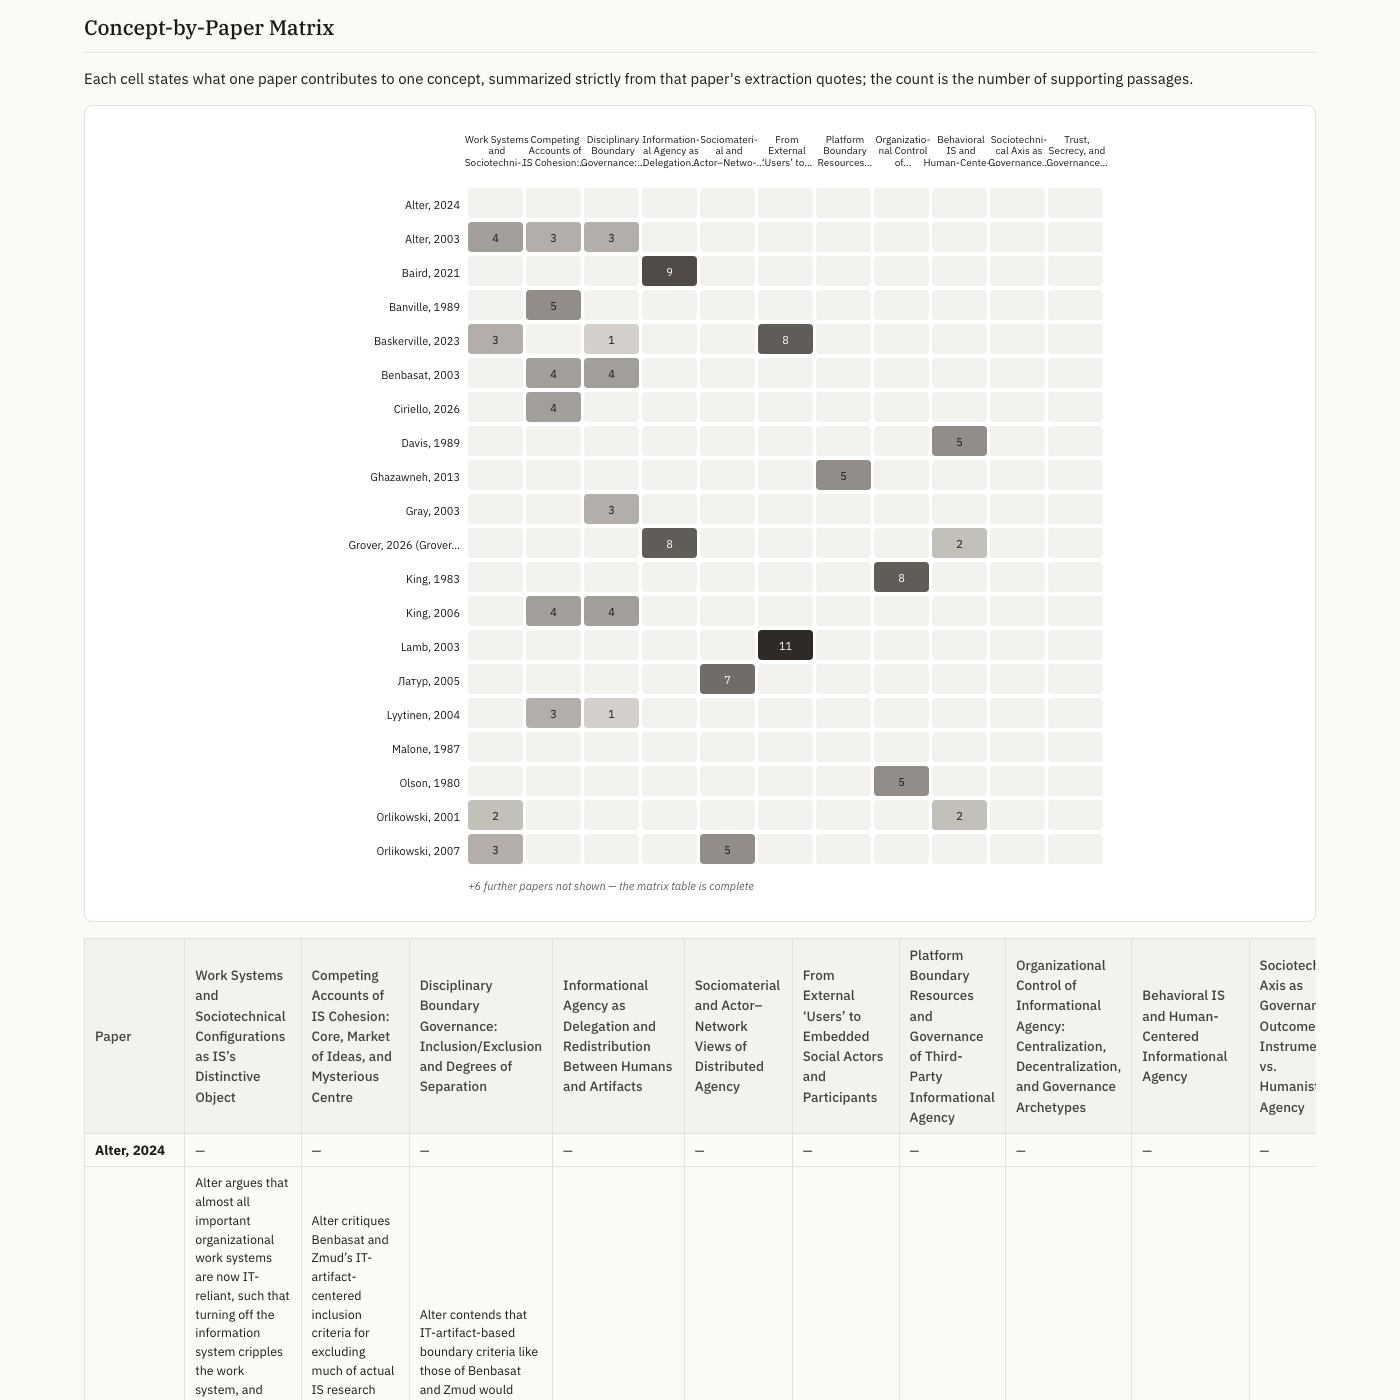 Concept-by-Paper Matrix
Each cell states what one paper contributes to one concept, summarized strictly from that paper's extraction quotes; the count is the number of supporting passages.
Work Systems and Sociotechni-…
Competing Accounts of IS Cohesion:…
Disciplinary Boundary Governance:…
Information-al Agency as Delegation…
Sociomateri-al and Actor–Netwo-…
From External ‘Users’ to…
Platform Boundary Resources…
Organizatio-nal Control of…
Behavioral IS and Human-Cente-…
Sociotechni-cal Axis as Governance…
Trust, Secrecy, and Governance…
Alter, 2024
Alter, 2003 4 3 3
Baird, 2021 9
Banville, 1989 5
Baskerville, 2023 3 1 8
Benbasat, 2003 4 4
Ciriello, 2026 4
Davis, 1989 5
Ghazawneh, 2013 5
Gray, 2003 3
Grover, 2026 (Grover… 8 2
King, 1983 8
King, 2006 4 4
Lamb, 2003 11
Латур, 2005 7
Lyytinen, 2004 3 1
Malone, 1987
Olson, 1980 5
Orlikowski, 2001 2 2
Orlikowski, 2007 3 5
+6 further papers not shown — the matrix table is complete
Paper
Work Systems
and
Sociotechnical
Configurations
as IS’s
Distinctive
Object
Competing
Accounts of
IS Cohesion:
Core, Market
of Ideas, and
Mysterious
Centre
Disciplinary
Boundary
Governance:
Inclusion/Exclusion
and Degrees of
Separation
Informational
Agency as
Delegation and
Redistribution
Between Humans
and Artifacts
Sociomaterial
and Actor–
Network
Views of
Distributed
Agency
From
External
‘Users’ to
Embedded
Social Actors
and
Participants
Platform
Boundary
Resources
and
Governance
of Third-
Party
Informational
Agency
Organizational
Control of
Informational
Agency:
Centralization,
Decentralization,
and Governance
Archetypes
Behavioral IS
and Human-
Centered
Informational
Agency
Sociotech
Axis as
Governan
Outcome
Instrume
vs.
Humanist
Agency
Alter, 2024 — — — — — — — — — —
Alter argues that
almost all
important
organizational
work systems
are now IT-
reliant, such that
turning off the
information
system cripples
the work
system, and
Alter critiques
Benbasat and
Zmud’s IT-
artifact-
centered
inclusion
criteria for
excluding
much of actual
IS research
Alter contends that
IT-artifact-based
boundary criteria like
those of Benbasat
and Zmud would